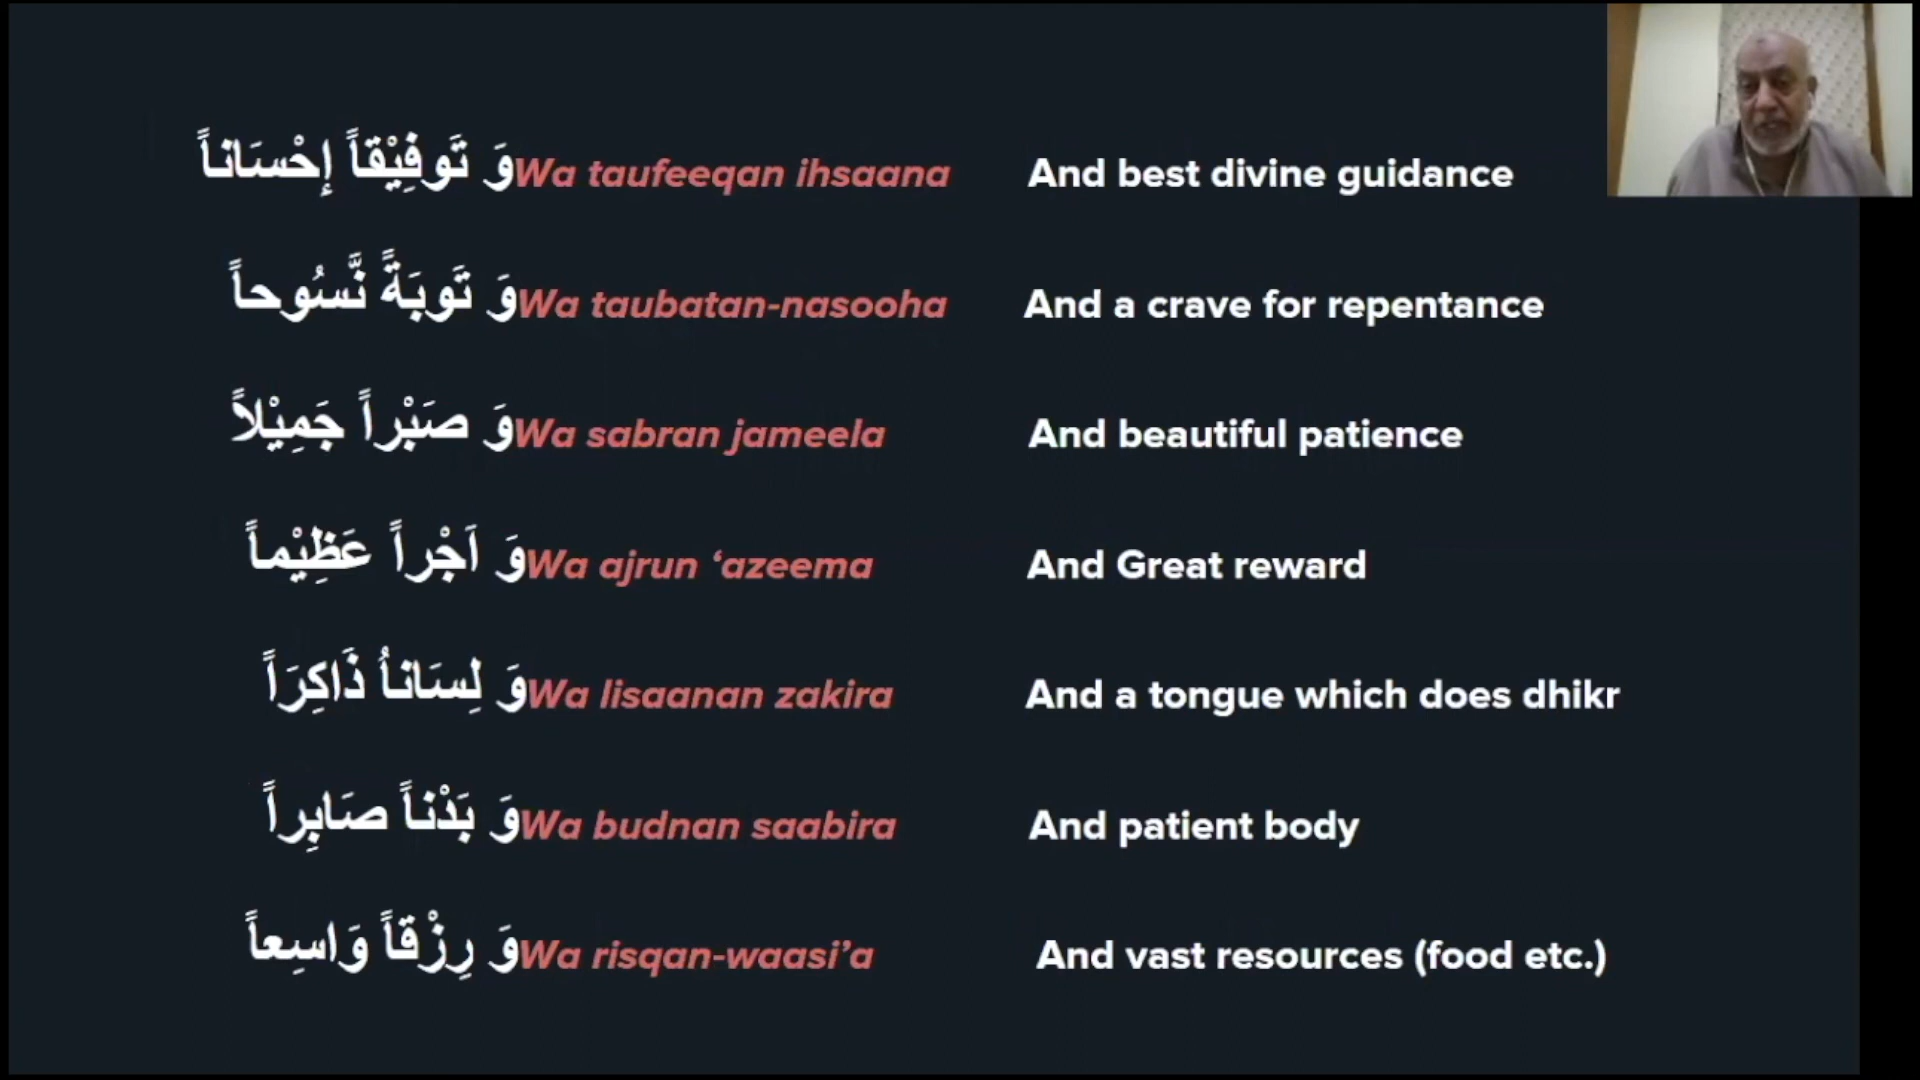 وَ تَوفِيْقاً إِحْسَاناً Wa taufeeqan ihsaana And best divine guidance
وَ تَوبَةً نَّسُوحاً Wa taubatan-nasooha And a crave for repentance
وَ صَبْراً جَمِيْلاً Wa sabran jameela And beautiful patience
وَ اَجْراً عَظِيْماً Wa ajrun ‘azeema And Great reward
وَ لِسَاناُ ذَاكِرَاً Wa lisaanan zakira And a tongue which does dhikr
وَ بَدْناً صَابِراً Wa budnan saabira And patient body
وَ رِزْقاً وَاسِعاً Wa risqan-waasi’a And vast resources (food etc.)